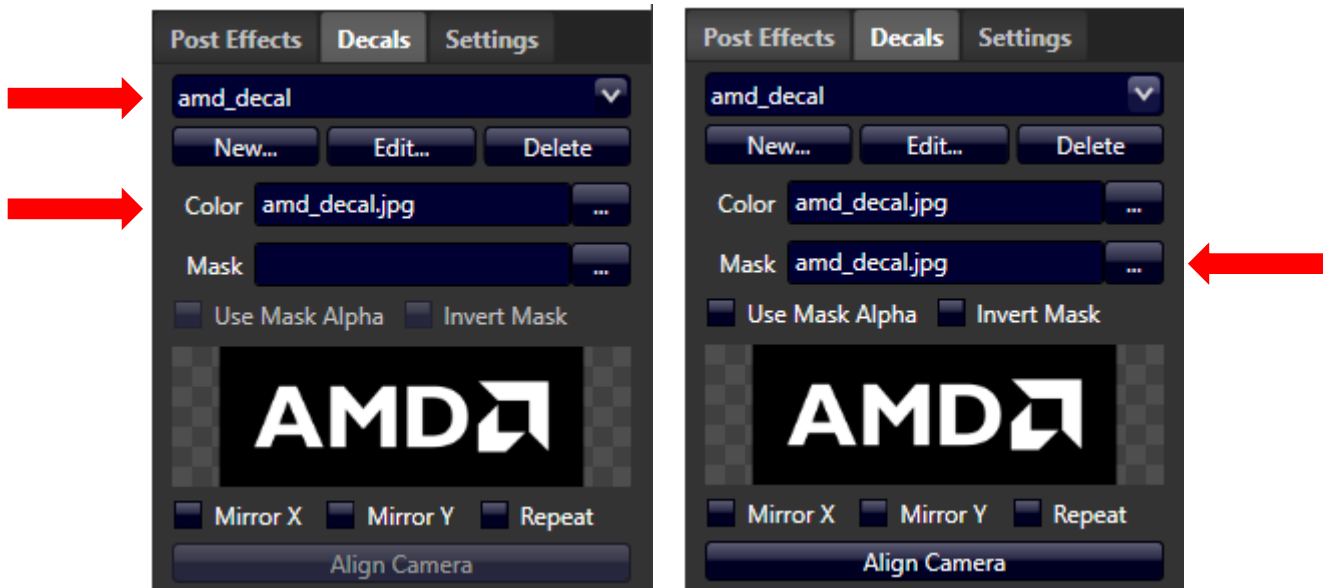 Post Effects Decals Settings
amd_decal
New... Edit... Delete
Color amd_decal.jpg ...
Mask ...
Use Mask Alpha Invert Mask
AMD
Mirror X Mirror Y Repeat
Align Camera
Post Effects Decals Settings
amd_decal
New... Edit... Delete
Color amd_decal.jpg ...
Mask amd_decal.jpg ...
Use Mask Alpha Invert Mask
AMD
Mirror X Mirror Y Repeat
Align Camera